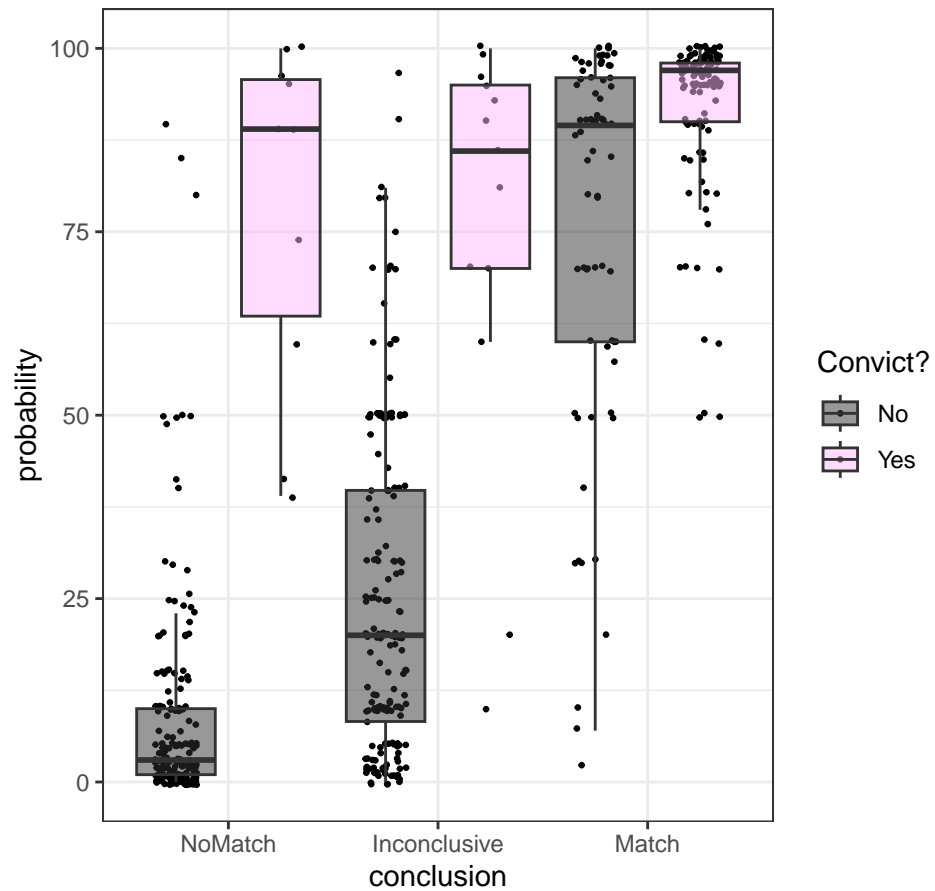 100
75
50
25
0
probability
NoMatch
Inconclusive
Match
conclusion
Convict?
No
Yes